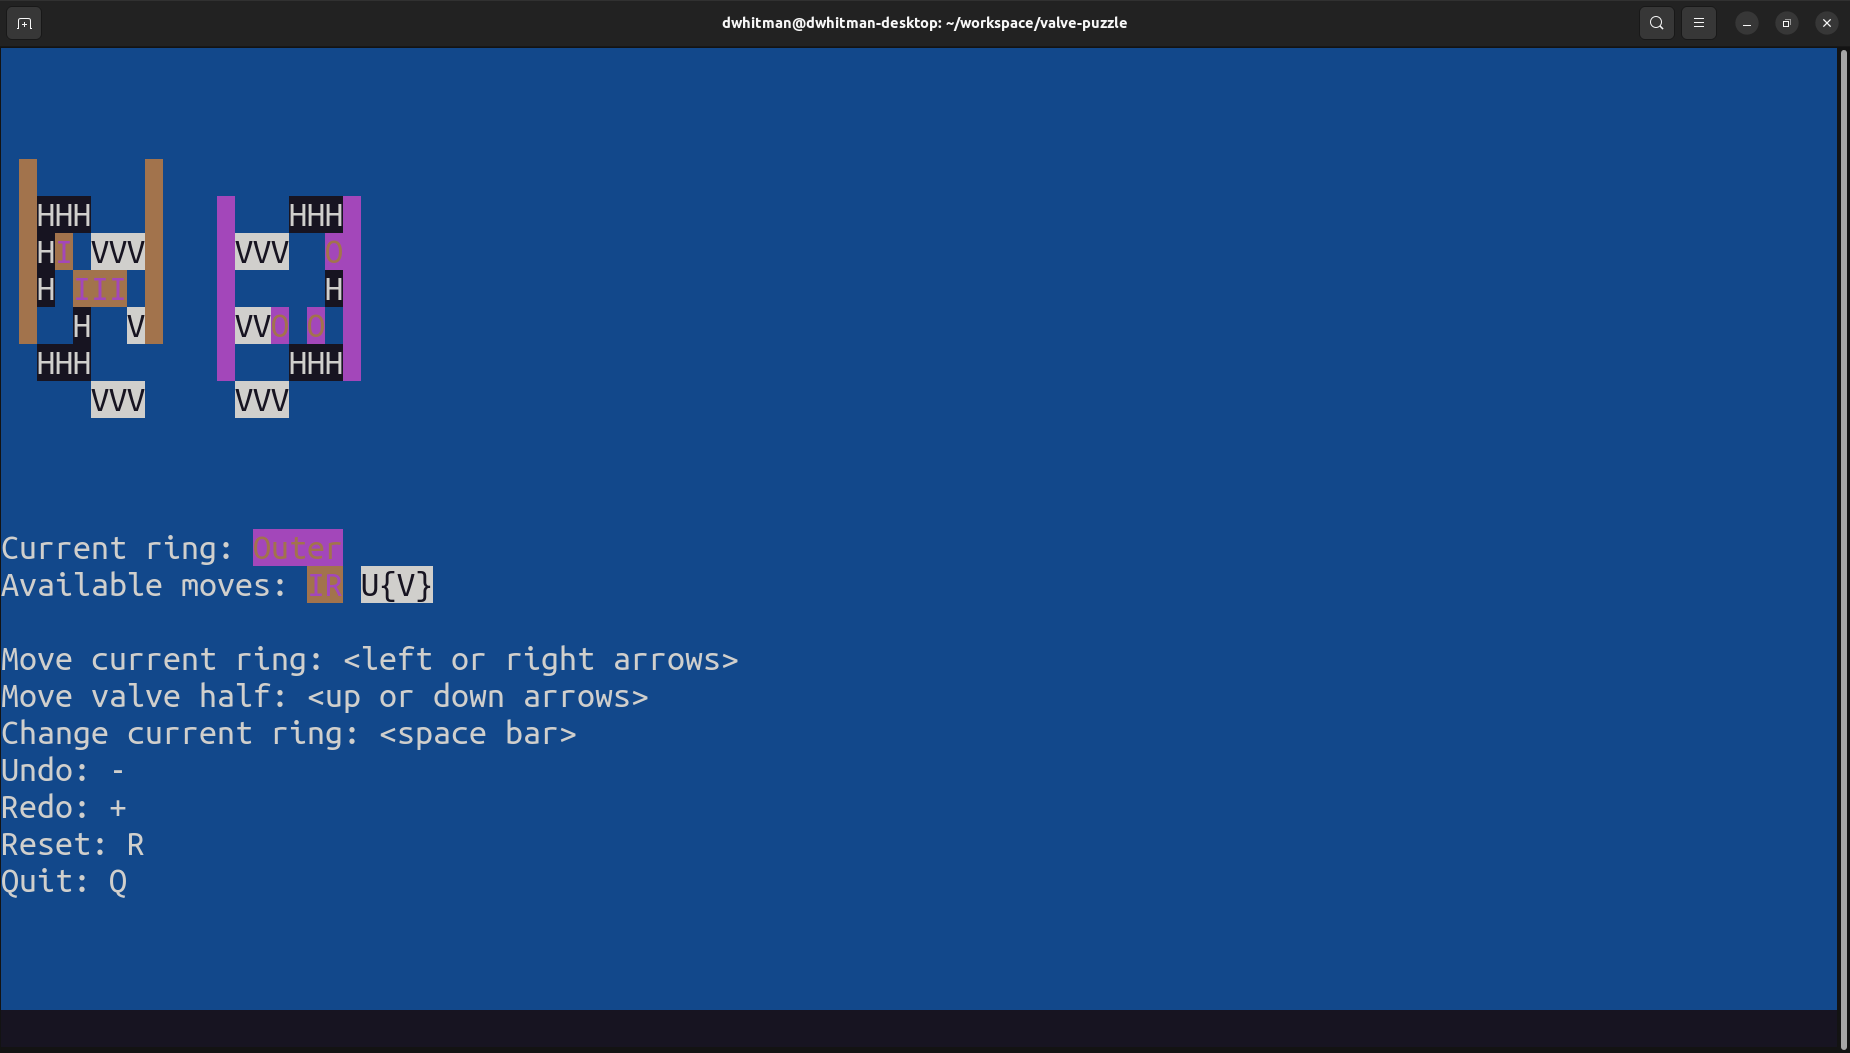 dwhitman@dwhitman-desktop: ~/workspace/valve-puzzle
HHH HHH
HI VVV VVV O
H III H
H V VVO O
HHH HHH
VVV VVV
Current ring: Outer
Available moves: IR U{V}
Move current ring: <left or right arrows>
Move valve half: <up or down arrows>
Change current ring: <space bar>
Undo: -
Redo: +
Reset: R
Quit: Q